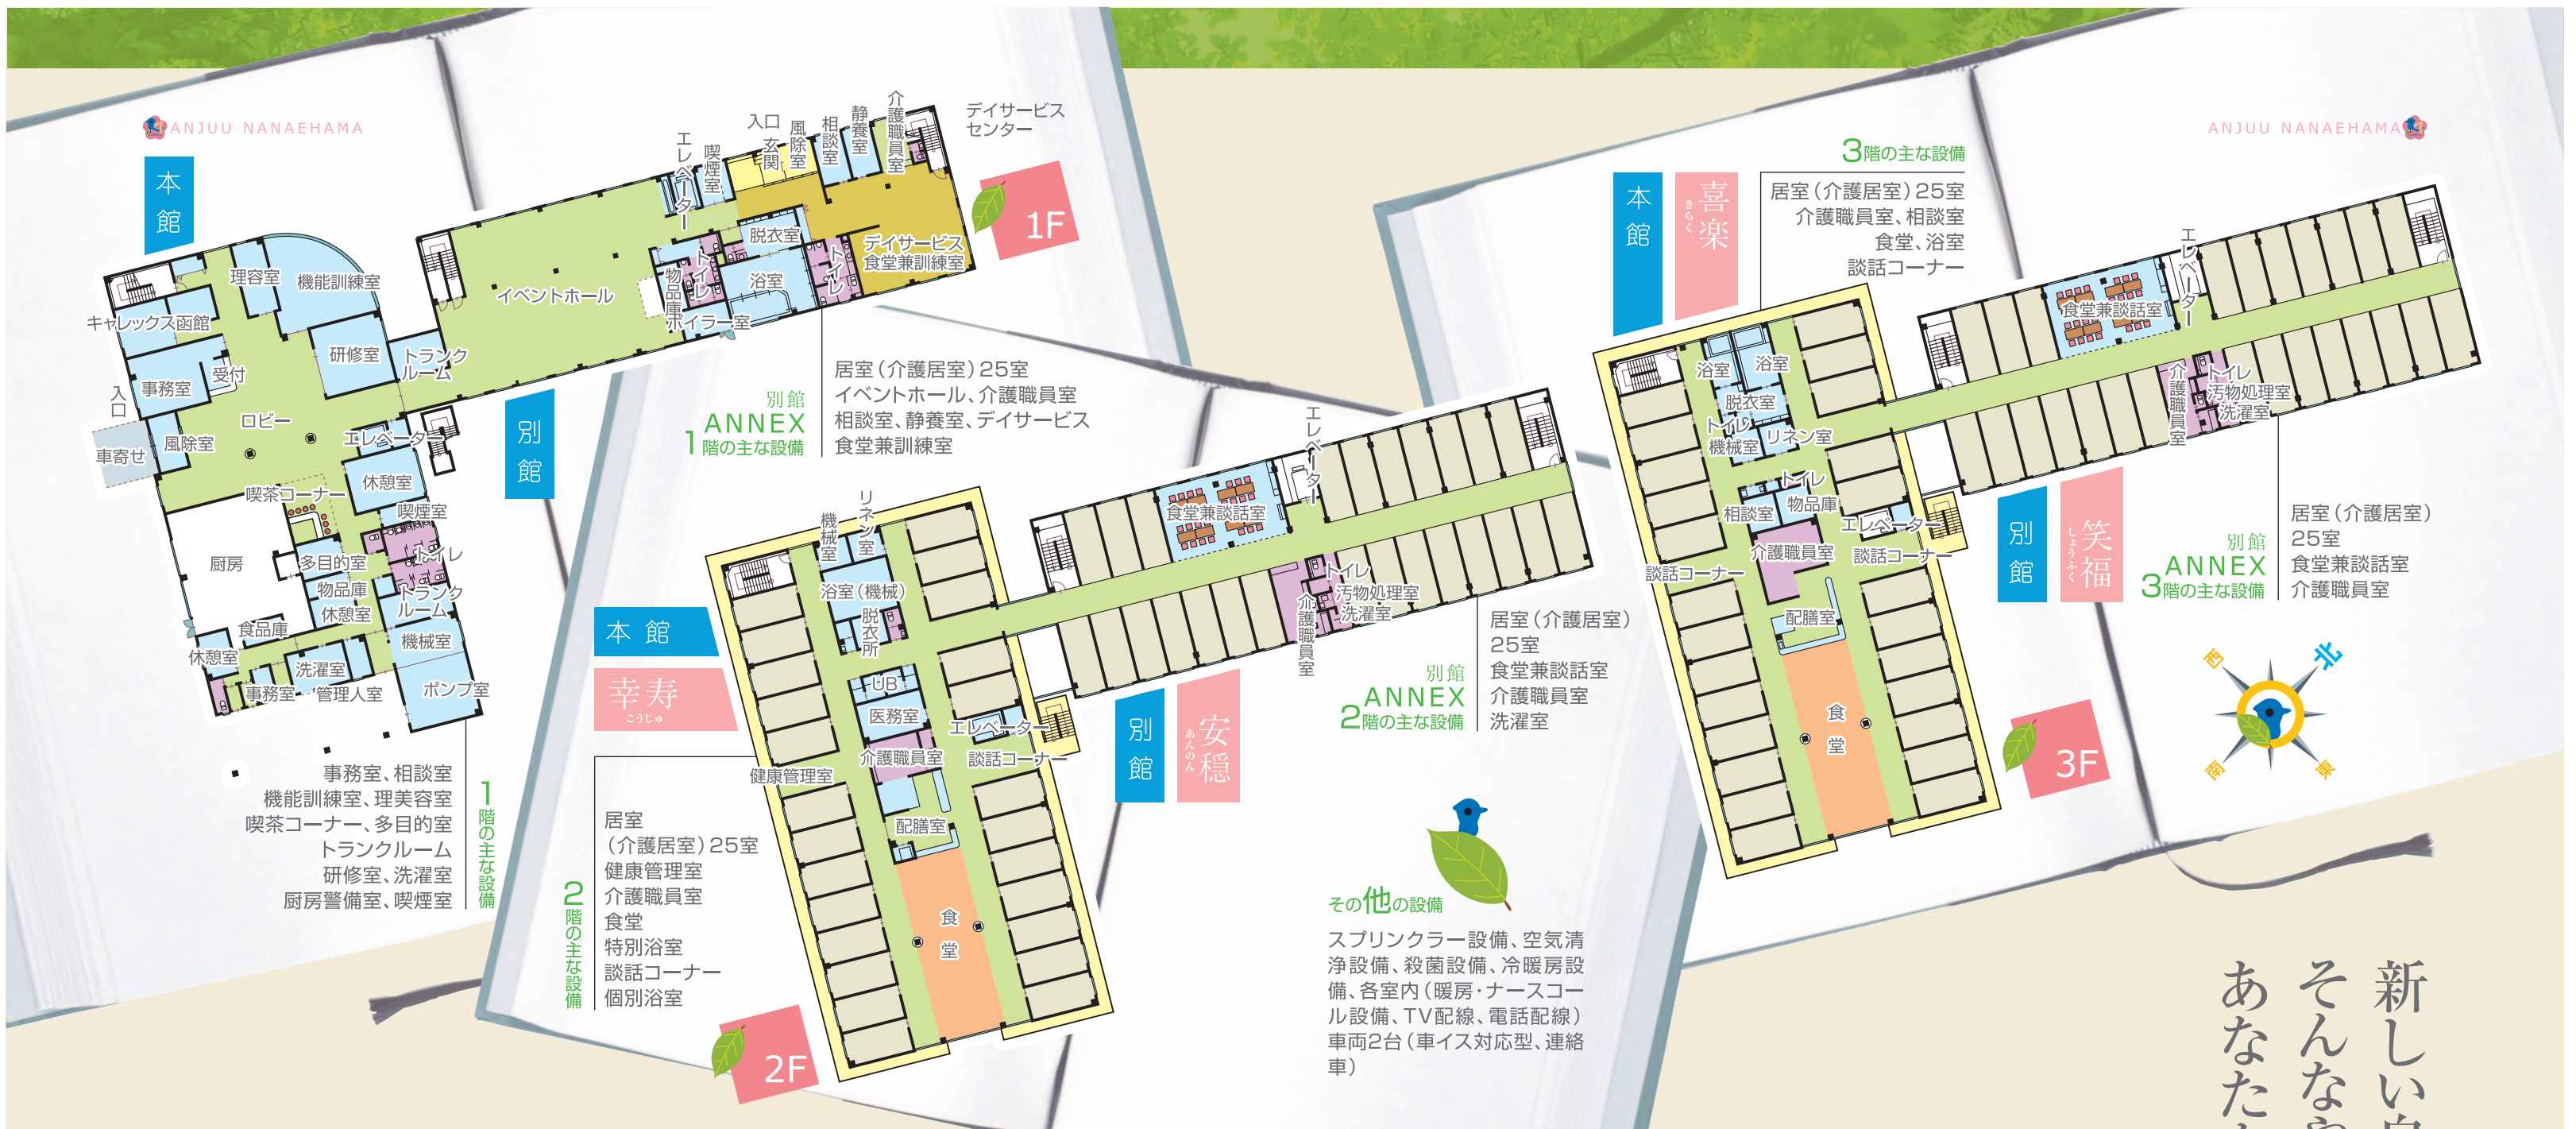 ANJUU NANAEHAMA
本館
キャレックス函館
理容室
機能訓練室
研修室
トランク
ルーム
事務室
受付
入口
ロビー
風除室
車寄せ
エレベーター
休憩室
喫茶コーナー
喫煙室
厨房
多目的室
トイレ
物品庫
休憩室
トランク
ルーム
食品庫
機械室
休憩室
洗濯室
事務室
管理人室
ポンプ室
イベントホール
エレベーター
喫煙室
入口
玄関
風除室
相談室
静養室
介護職員室
デイサービス
センター
脱衣室
トイレ
物品庫
浴室
トイレ
デイサービス
食堂兼訓練室
ボイラー室
1F
別館
別館
ANNEX
1階の主な設備
居室（介護居室）25室
イベントホール、介護職員室
相談室、静養室、デイサービス
食堂兼訓練室
1階の主な設備
事務室、相談室
機能訓練室、理美容室
喫茶コーナー、多目的室
トランクルーム
研修室、洗濯室
厨房警備室、喫煙室
本館
幸寿
こうじゅ
2階の主な設備
居室
（介護居室）25室
健康管理室
介護職員室
食堂
特別浴室
談話コーナー
個別浴室
機械室
リネン室
浴室（機械）
脱衣所
UB
医務室
介護職員室
エレベーター
談話コーナー
健康管理室
配膳室
食堂
2F
食堂兼談話室
エレベーター
トイレ
汚物処理室
洗濯室
介護職員室
別館
安穏
あんのん
別館
ANNEX
2階の主な設備
居室（介護居室）
25室
食堂兼談話室
介護職員室
洗濯室
その他の設備
スプリンクラー設備、空気清
浄設備、殺菌設備、冷暖房設
備、各室内（暖房・ナースコー
ル設備、TV配線、電話配線）
車両2台（車イス対応型、連絡
車）
ANJUU NANAEHAMA
本館
喜楽
きらく
3階の主な設備
居室（介護居室）25室
介護職員室、相談室
食堂、浴室
談話コーナー
浴室
浴室
脱衣室
トイレ
機械室
リネン室
トイレ
相談室
物品庫
エレベーター
介護職員室
談話コーナー
談話コーナー
配膳室
食堂
3F
食堂兼談話室
エレベーター
トイレ
汚物処理室
洗濯室
介護職員室
別館
笑福
しょうふく
別館
ANNEX
3階の主な設備
居室（介護居室）
25室
食堂兼談話室
介護職員室
西
北
南
東
新しい
そんな
あなた